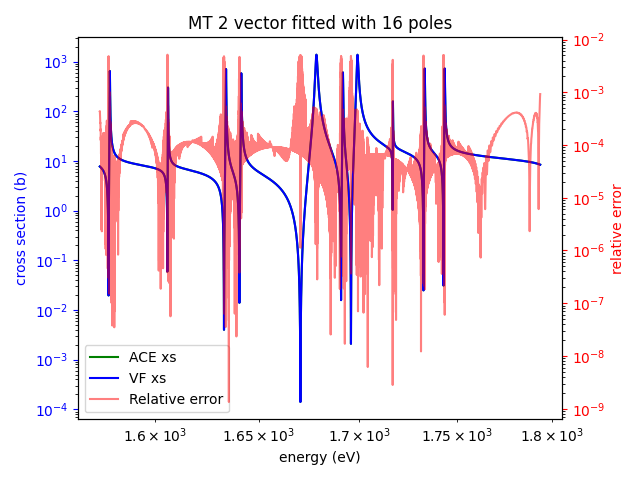 MT 2 vector fitted with 16 poles
cross section (b)
10³
10²
10¹
10⁰
10⁻¹
10⁻²
10⁻³
10⁻⁴
10⁻²
10⁻³
10⁻⁴
10⁻⁵
10⁻⁶
10⁻⁷
10⁻⁸
10⁻⁹
relative error
ACE xs
VF xs
Relative error
1.6 × 10³ 1.65 × 10³ 1.7 × 10³ 1.75 × 10³ 1.8 × 10³
energy (eV)